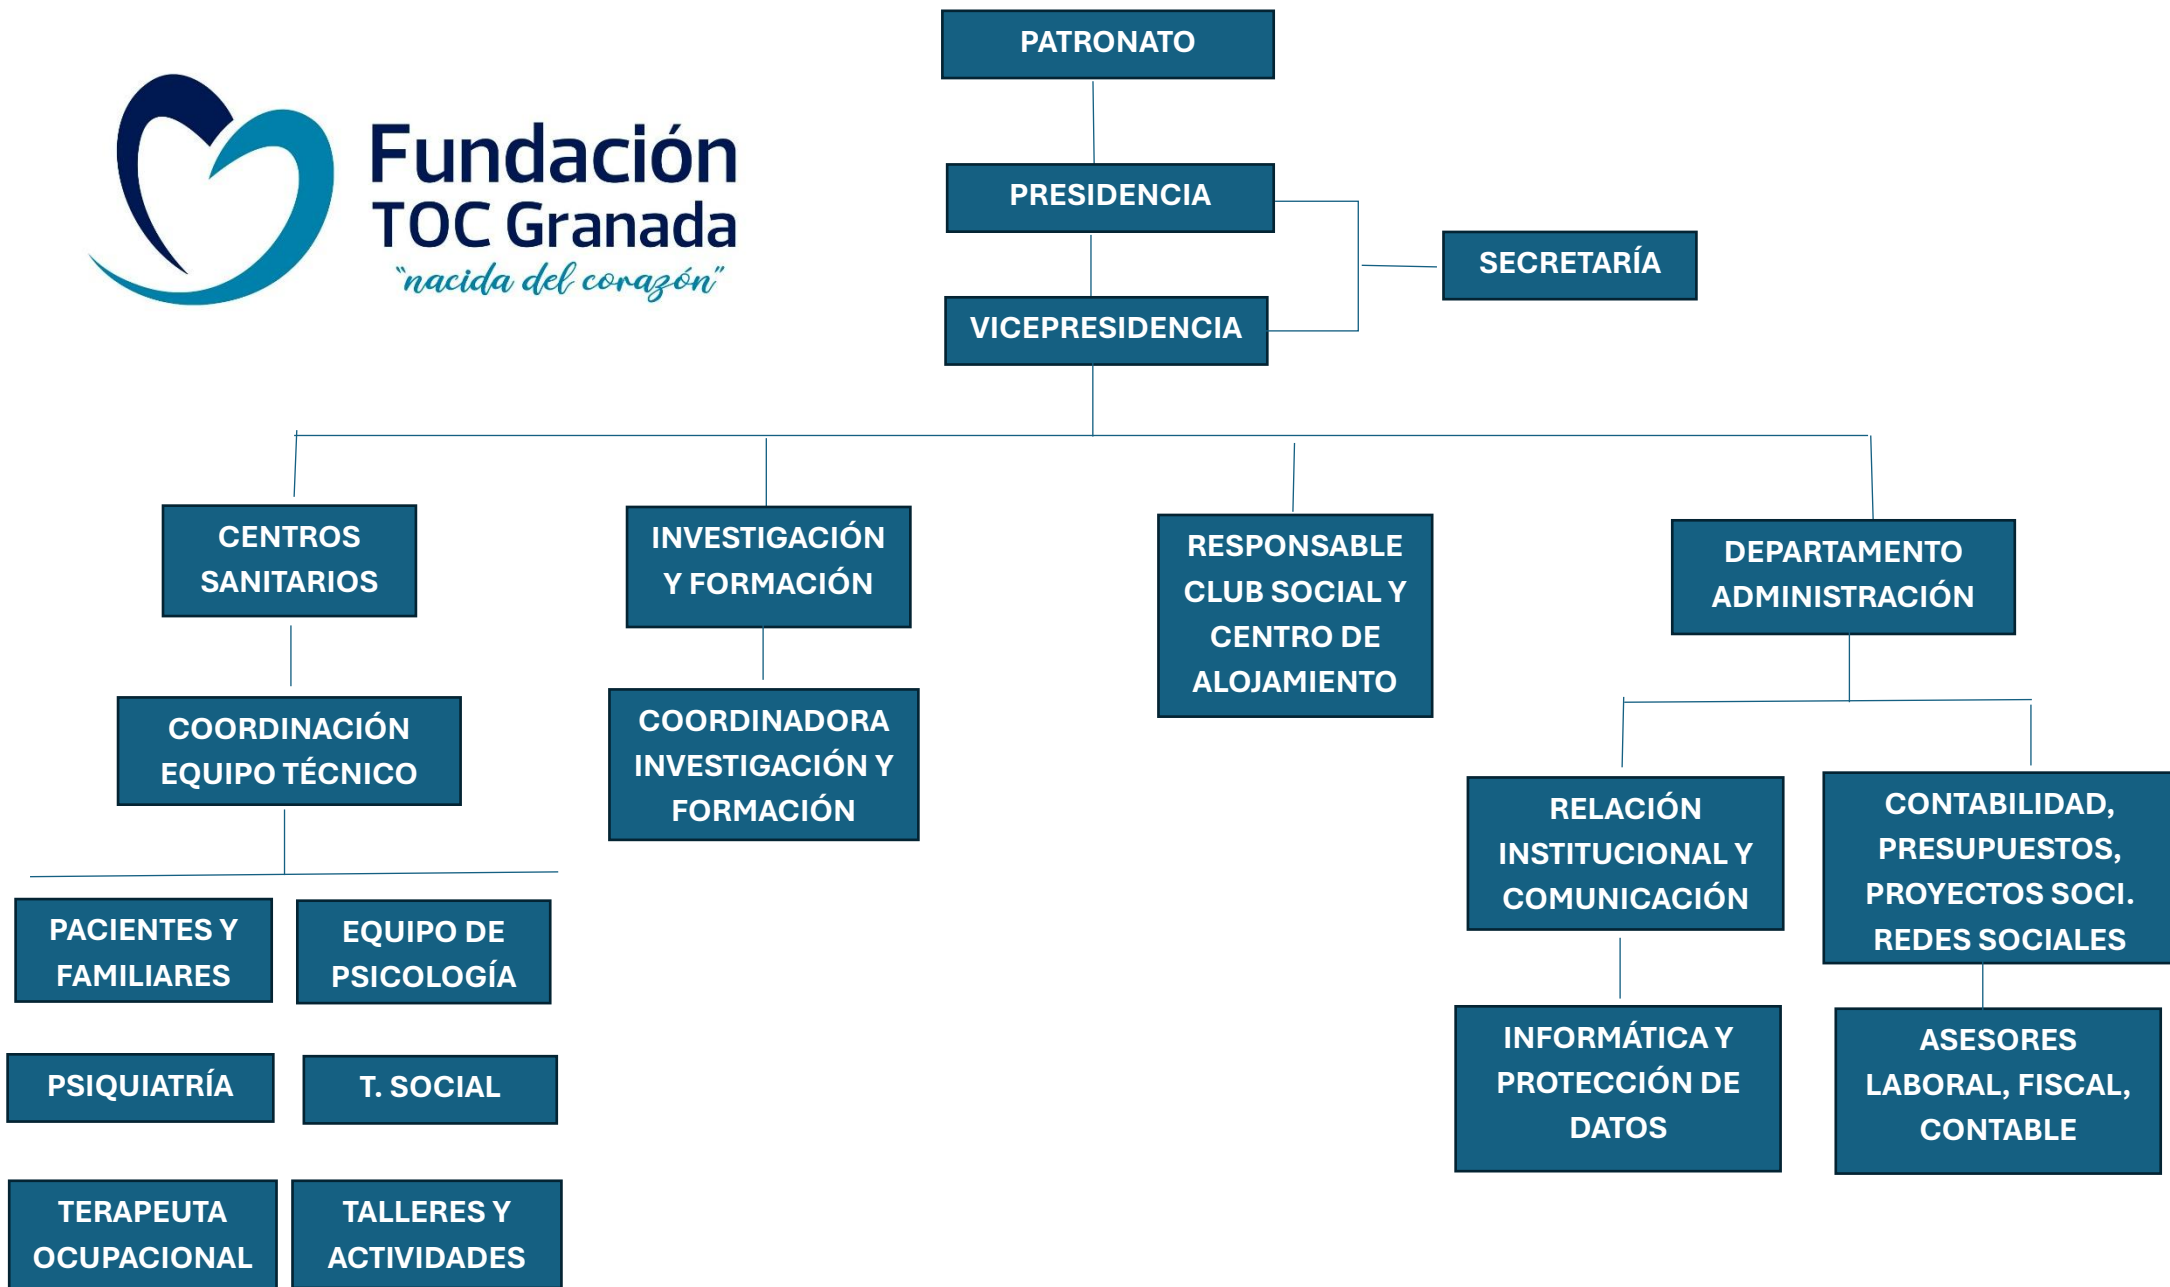 PATRONATO
Fundación
TOC Granada
"nacida del corazón"
PRESIDENCIA
SECRETARÍA
VICEPRESIDENCIA
CENTROS
SANITARIOS
INVESTIGACIÓN
Y FORMACIÓN
RESPONSABLE
CLUB SOCIAL Y
CENTRO DE
ALOJAMIENTO
DEPARTAMENTO
ADMINISTRACIÓN
COORDINACIÓN
EQUIPO TÉCNICO
COORDINADORA
INVESTIGACIÓN Y
FORMACIÓN
RELACIÓN
INSTITUCIONAL Y
COMUNICACIÓN
CONTABILIDAD,
PRESUPUESTOS,
PROYECTOS SOCI.
REDES SOCIALES
PACIENTES Y
FAMILIARES
EQUIPO DE
PSICOLOGÍA
PSIQUIATRÍA
T. SOCIAL
INFORMÁTICA Y
PROTECCIÓN DE
DATOS
ASESORES
LABORAL, FISCAL,
CONTABLE
TERAPEUTA
OCUPACIONAL
TALLERES Y
ACTIVIDADES